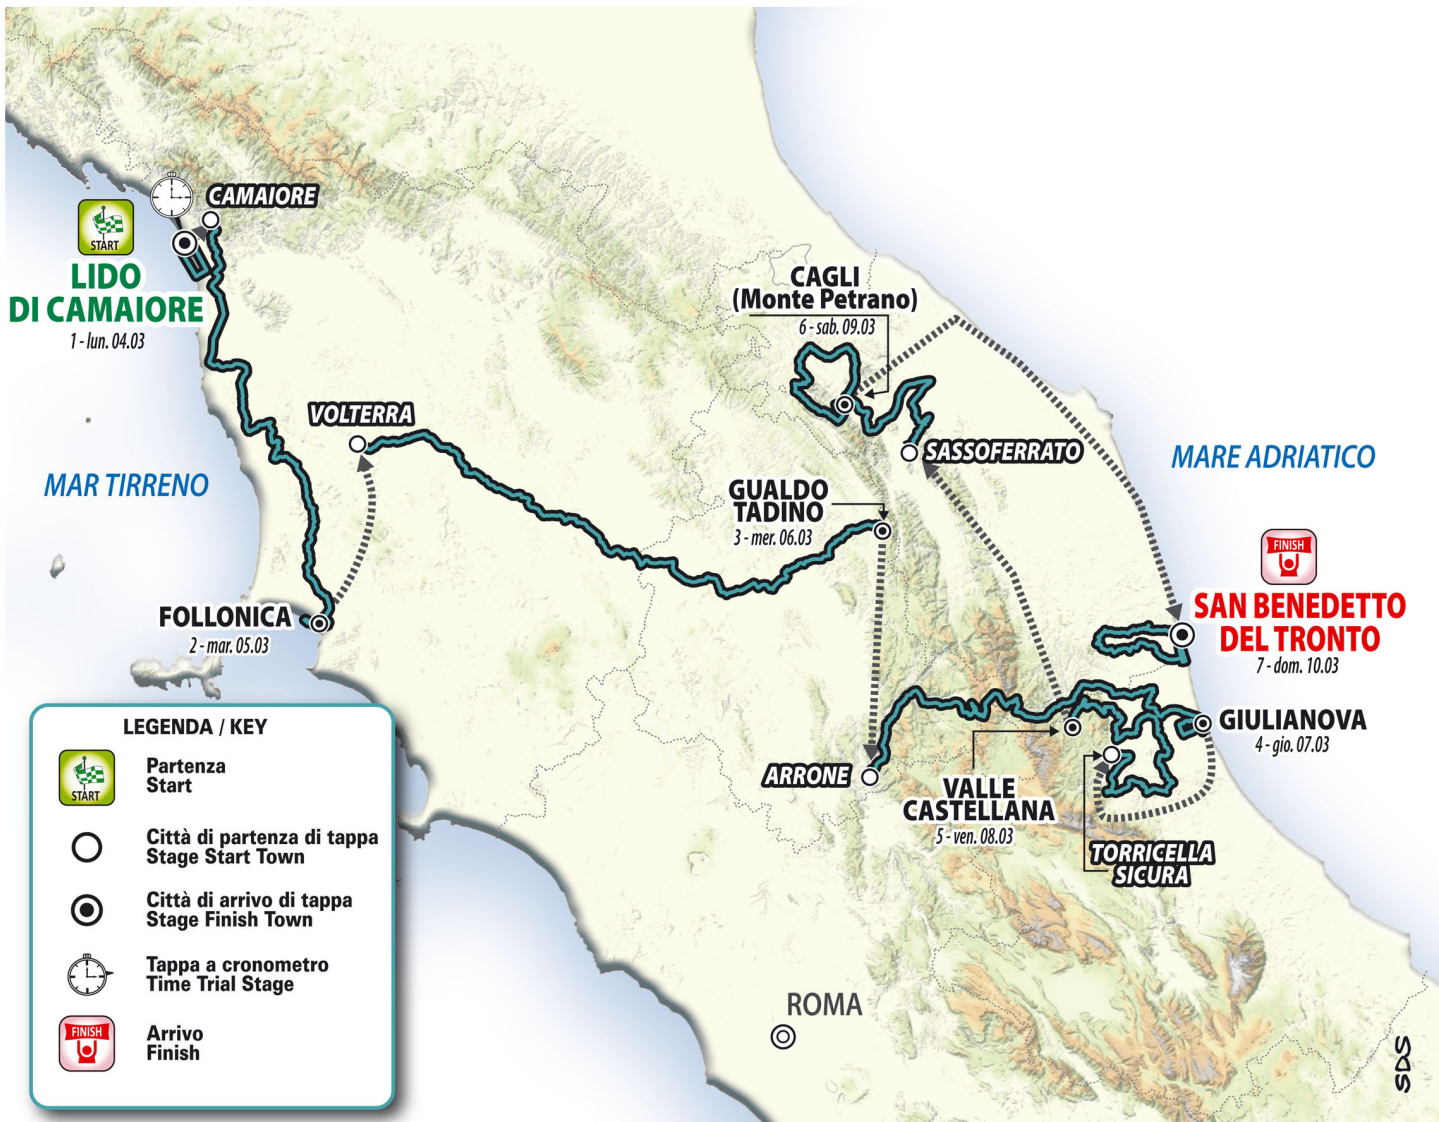 CAMAIORE
START
LIDO
DI CAMAIORE
1 - lun. 04.03
CAGLI
(Monte Petrano)
6 - sab. 09.03
VOLTERRA
SASSOFERRATO
MARE ADRIATICO
MAR TIRRENO
GUALDO
TADINO
3 - mer. 06.03
FINISH
SAN BENEDETTO
DEL TRONTO
7 - dom. 10.03
FOLLONICA
2 - mar. 05.03
GIULIANOVA
4 - gio. 07.03
ARRONE
VALLE
CASTELLANA
5 - ven. 08.03
TORRICELLA
SICURA
ROMA
LEGENDA / KEY
START
Partenza
Start
Città di partenza di tappa
Stage Start Town
Città di arrivo di tappa
Stage Finish Town
Tappa a cronometro
Time Trial Stage
FINISH
Arrivo
Finish
SDS